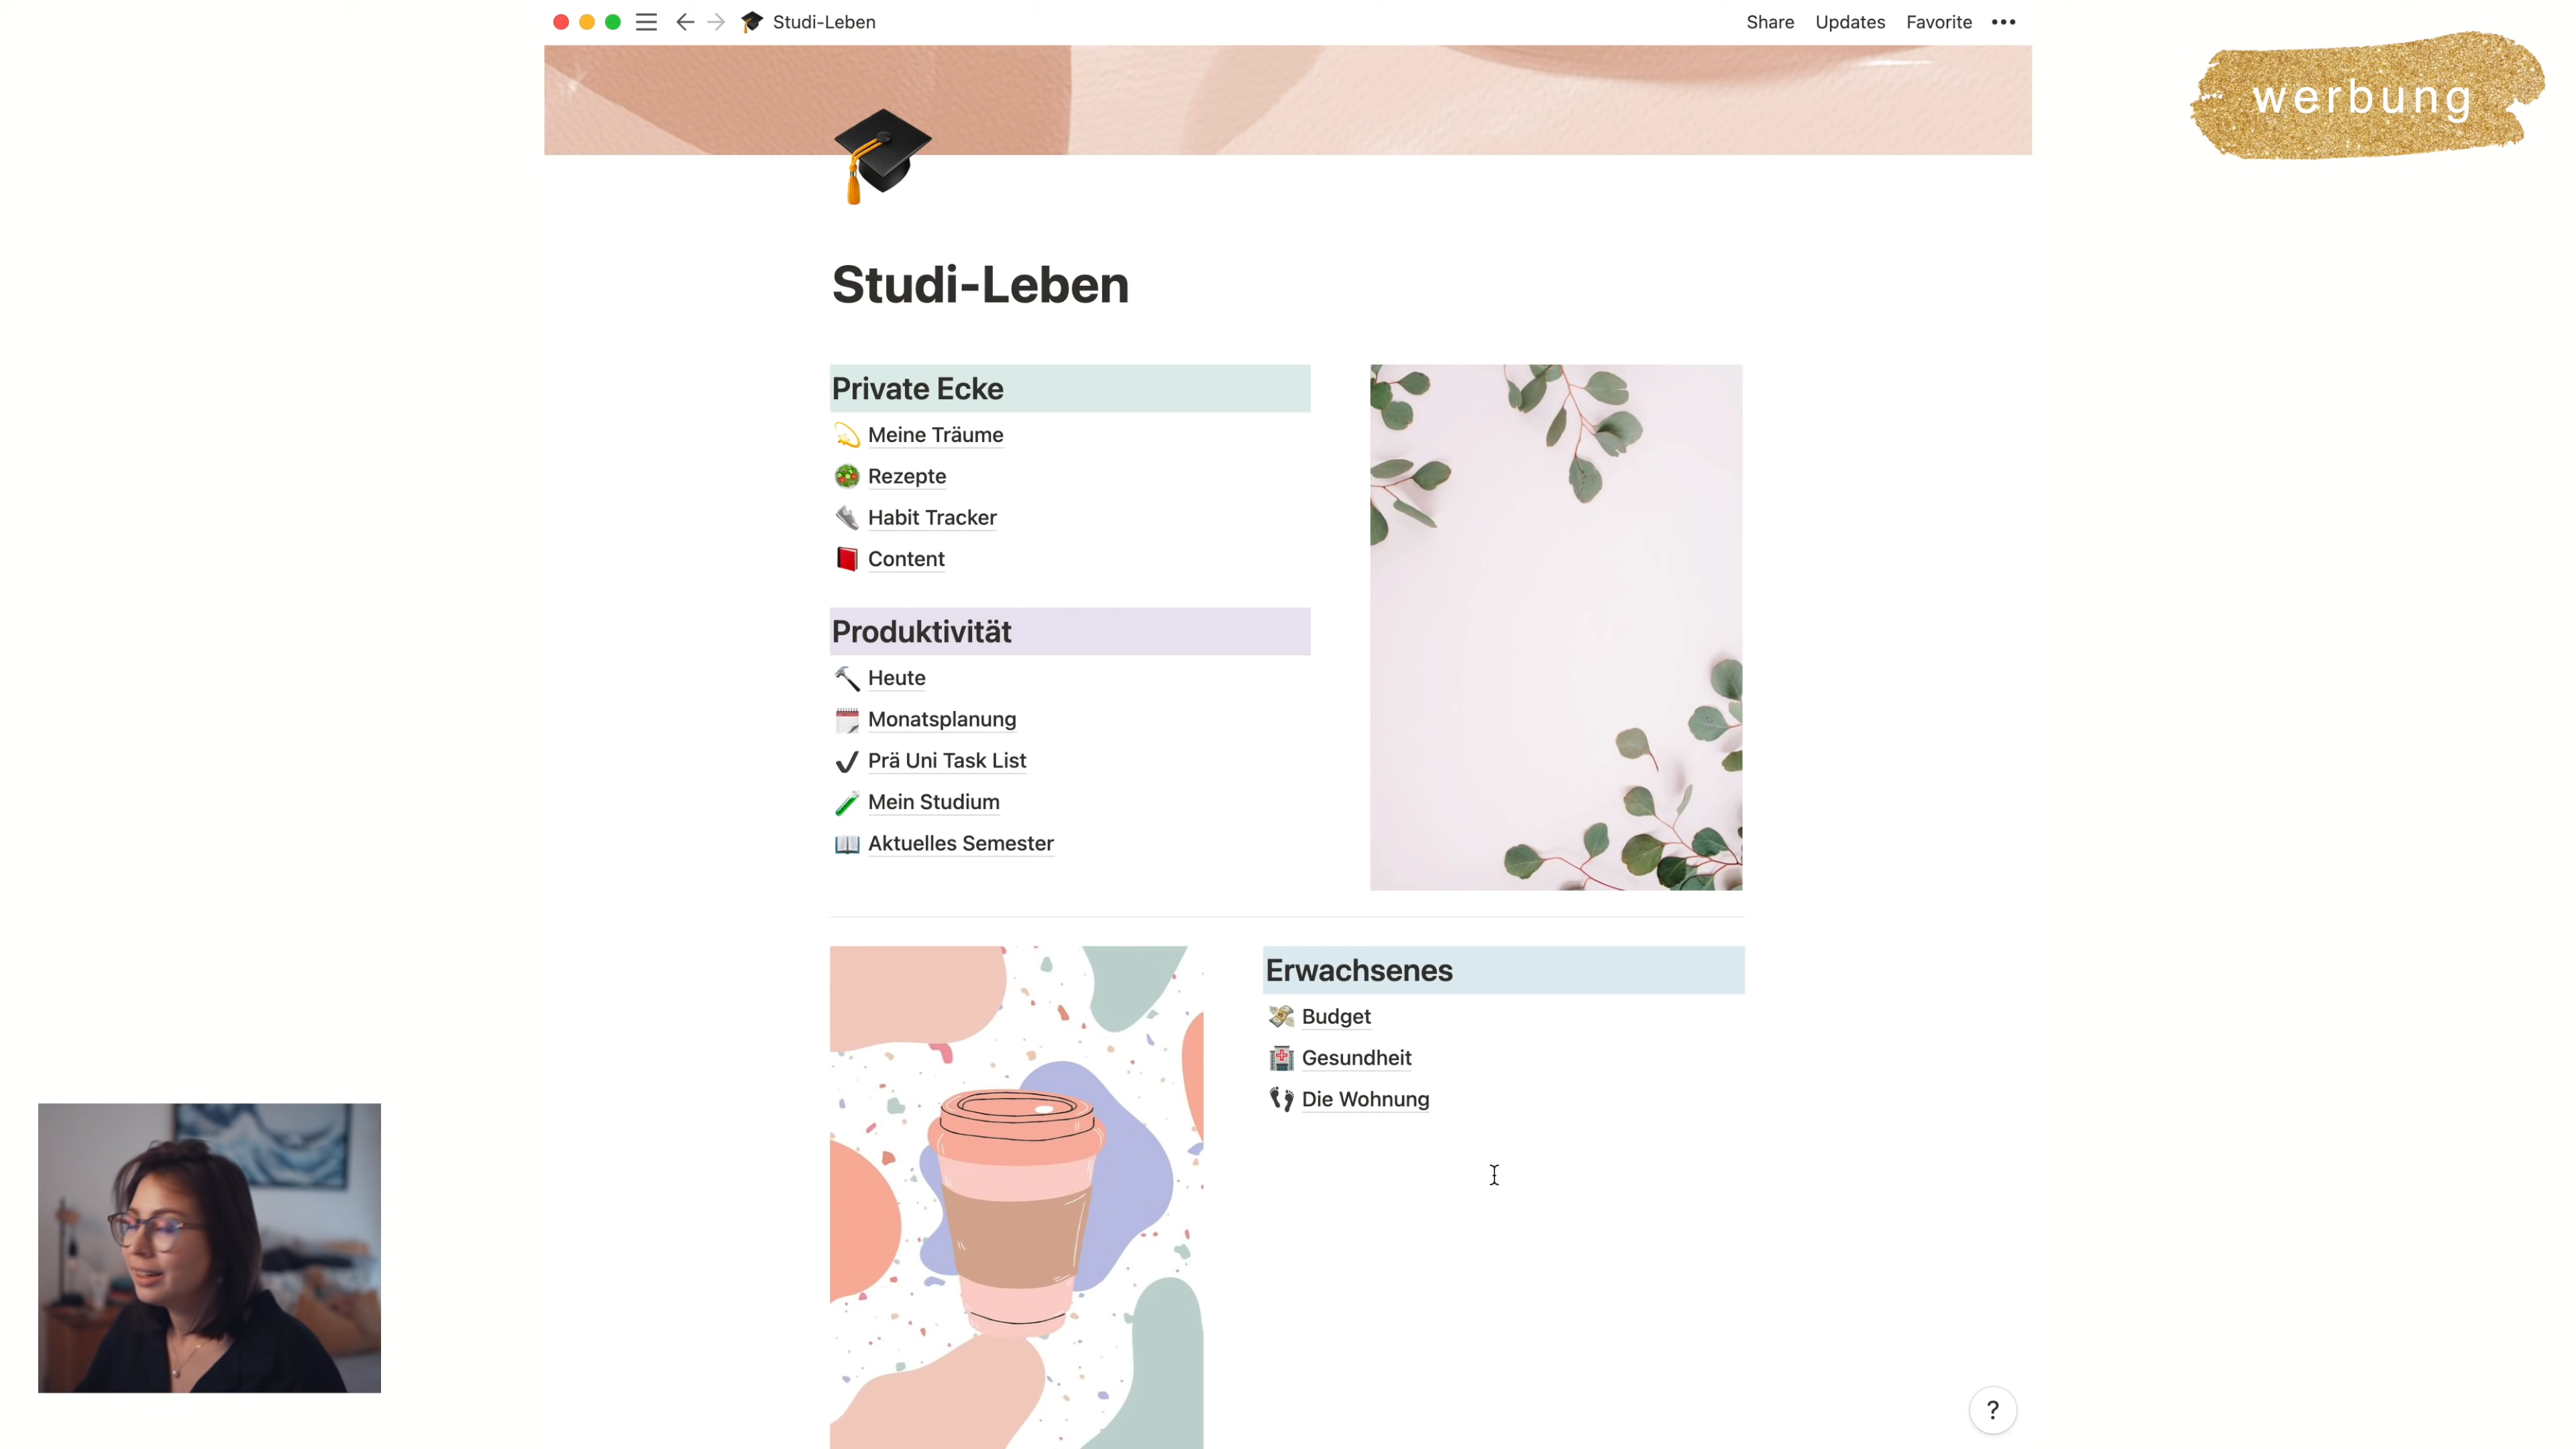 Studi-Leben
Share Updates Favorite
werbung
Studi-Leben
Private Ecke
Meine Träume
Rezepte
Habit Tracker
Content
Produktivität
Heute
Monatsplanung
Prä Uni Task List
Mein Studium
Aktuelles Semester
Erwachsenes
Budget
Gesundheit
Die Wohnung
?